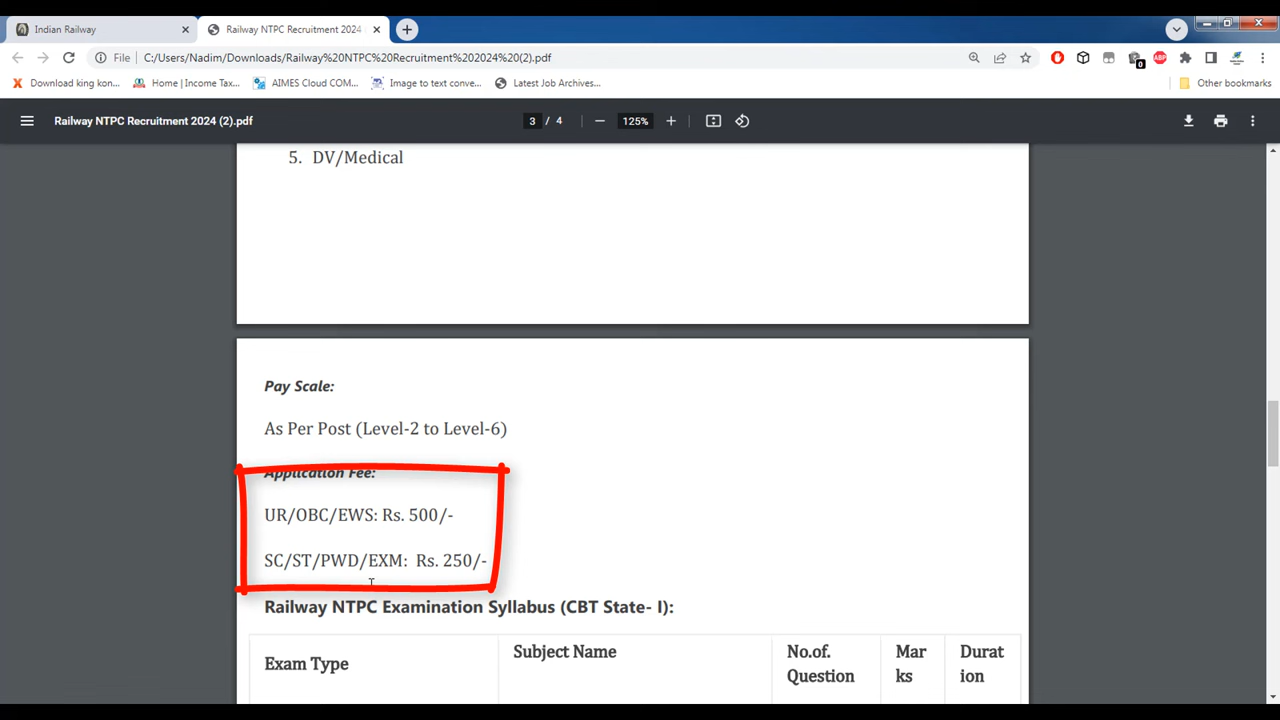 Indian Railway
Railway NTPC Recruitment 2024
File
C:/Users/Nadim/Downloads/Railway%20NTPC%20Recruitment%202024%20(2).pdf
0
ABP
Download king kon...
Home | Income Tax...
AIMES Cloud COM...
Image to text conve...
Latest Job Archives...
Other bookmarks
Railway NTPC Recruitment 2024 (2).pdf
3 / 4
125%
5. DV/Medical
Pay Scale:
As Per Post (Level-2 to Level-6)
Application Fee:
UR/OBC/EWS: Rs. 500/-
SC/ST/PWD/EXM: Rs. 250/-
Railway NTPC Examination Syllabus (CBT State- I):
Exam Type
Subject Name
No.of.
Question
Mar
ks
Durat
ion